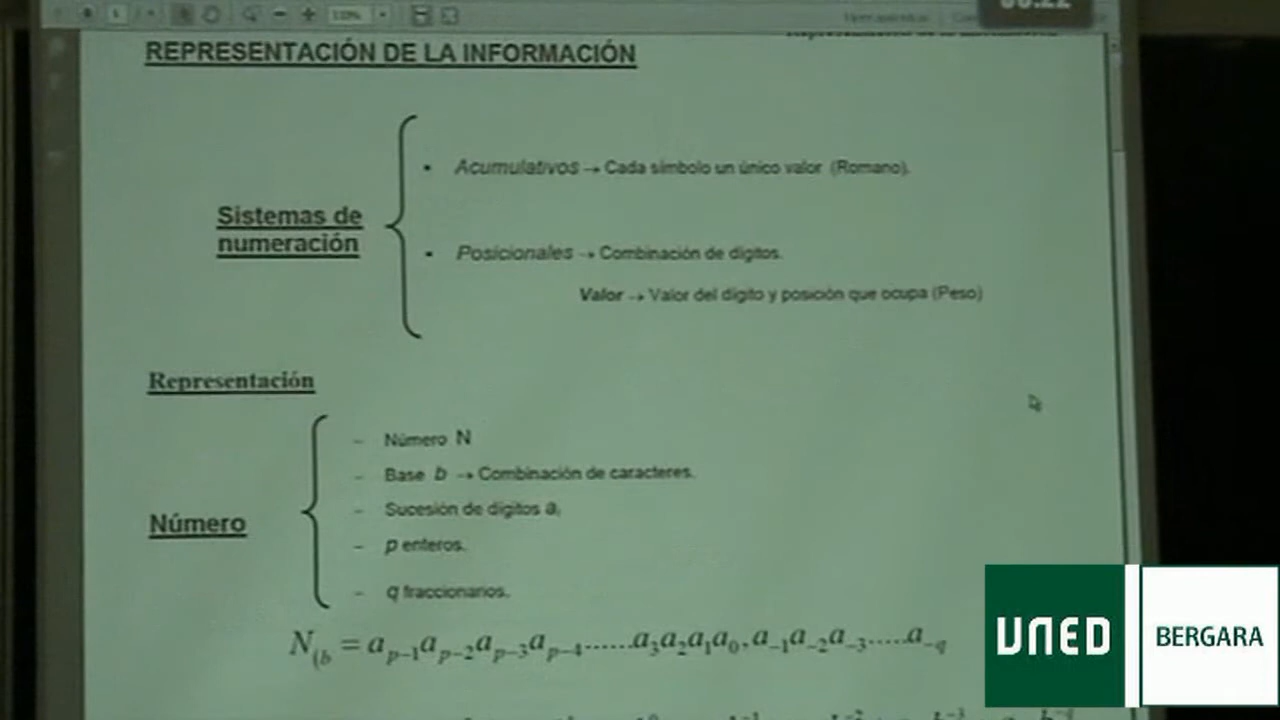 REPRESENTACIÓN DE LA INFORMACIÓN
• Acumulativos → Cada símbolo un único valor (Romano).
Sistemas de
numeración
• Posicionales → Combinación de dígitos.
Valor → Valor del dígito y posición que ocupa (Peso)
Representación
– Número N
– Base b → Combinación de caracteres.
– Sucesión de dígitos aᵢ
Número
– p enteros.
– q fraccionarios.
N₍b = aₚ₋₁aₚ₋₂aₚ₋₃aₚ₋₄......a₃a₂a₁a₀,a₋₁a₋₂a₋₃.....a₋q
UNED
BERGARA